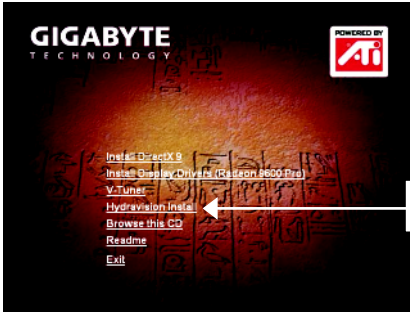 GIGABYTE
TECHNOLOGY
POWERED BY
ATi
Install DirectX 9
Install Display Drivers (Radeon 9600 Pro)
V-Tuner
Hydravision Install
Browse this CD
Readme
Exit